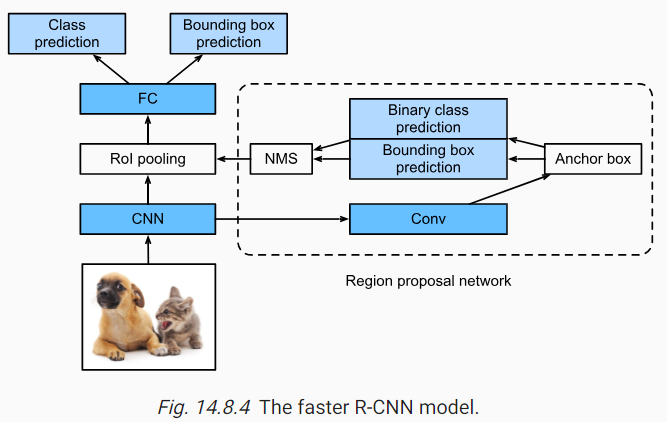 Class
prediction
Bounding box
prediction
FC
Binary class
prediction
RoI pooling
NMS
Bounding box
prediction
Anchor box
CNN
Conv
Region proposal network
Fig. 14.8.4 The faster R-CNN model.